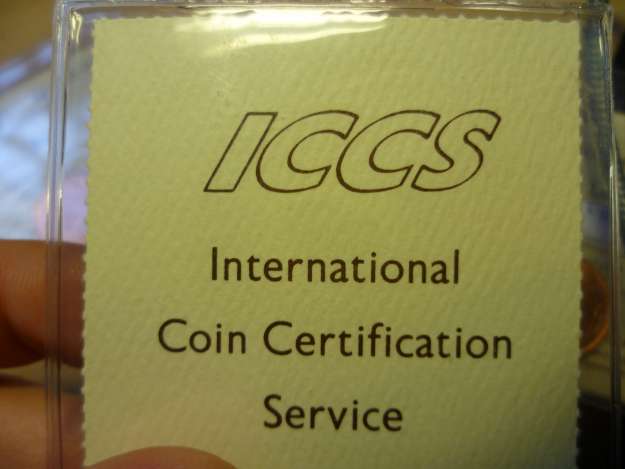 ICCS
International
Coin Certification
Service